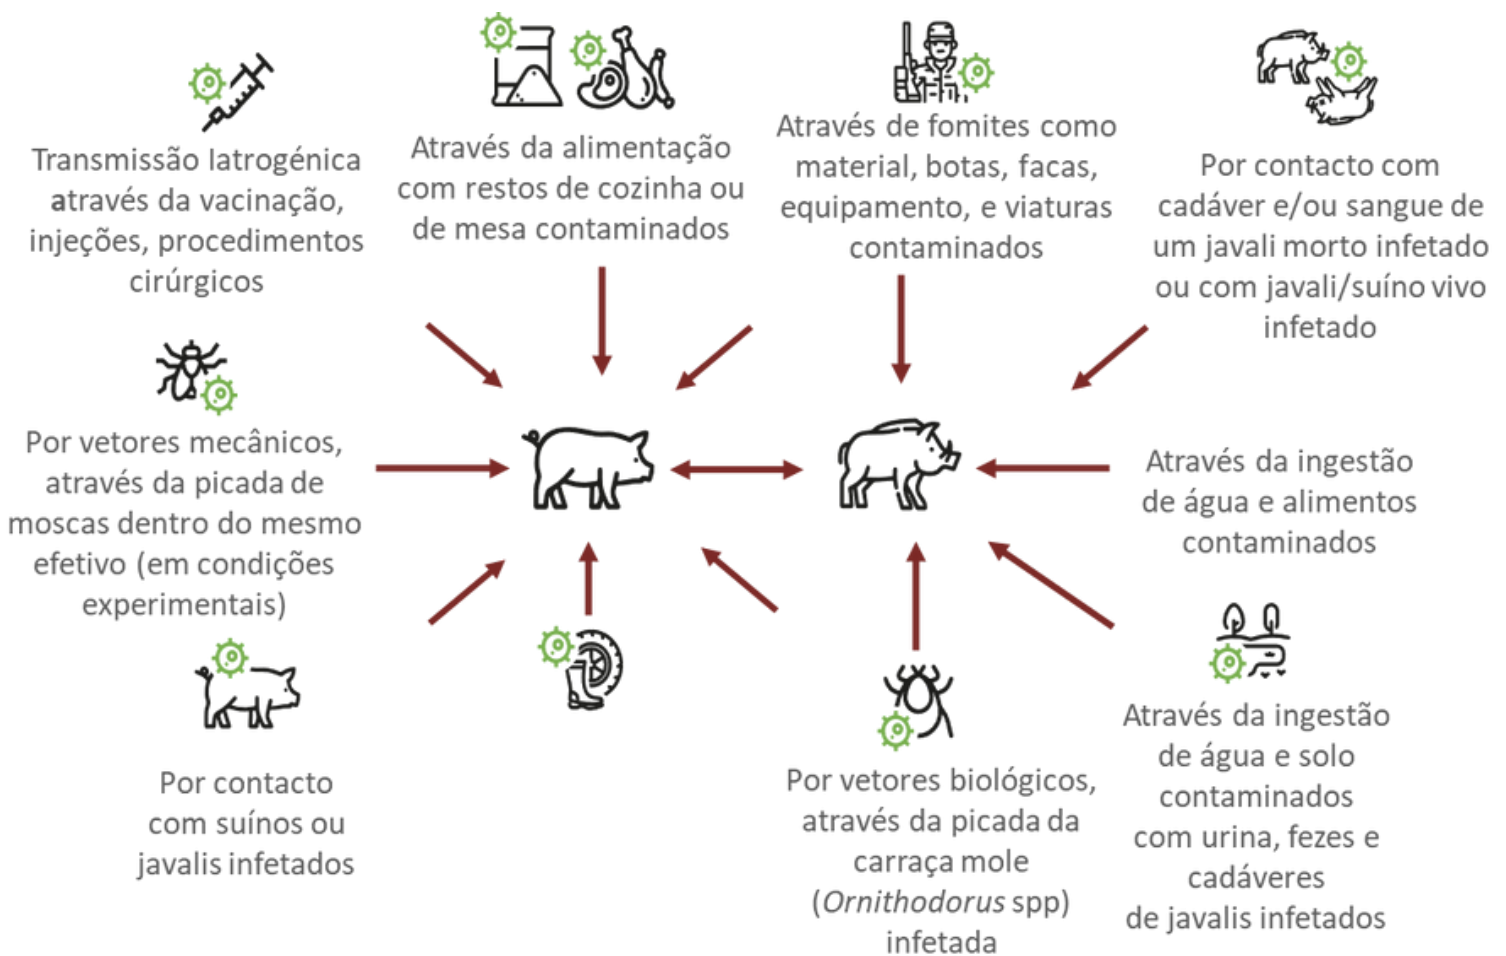 Transmissão Iatrogénica
através da vacinação,
injeções, procedimentos
cirúrgicos
Através da alimentação
com restos de cozinha ou
de mesa contaminados
Através de fomites como
material, botas, facas,
equipamento, e viaturas
contaminados
Por contacto com
cadáver e/ou sangue de
um javali morto infetado
ou com javali/suíno vivo
infetado
Por vetores mecânicos,
através da picada de
moscas dentro do mesmo
efetivo (em condições
experimentais)
Através da ingestão
de água e alimentos
contaminados
Por contacto
com suínos ou
javalis infetados
Por vetores biológicos,
através da picada da
carraça mole
(Ornithodorus spp)
infetada
Através da ingestão
de água e solo
contaminados
com urina, fezes e
cadáveres
de javalis infetados